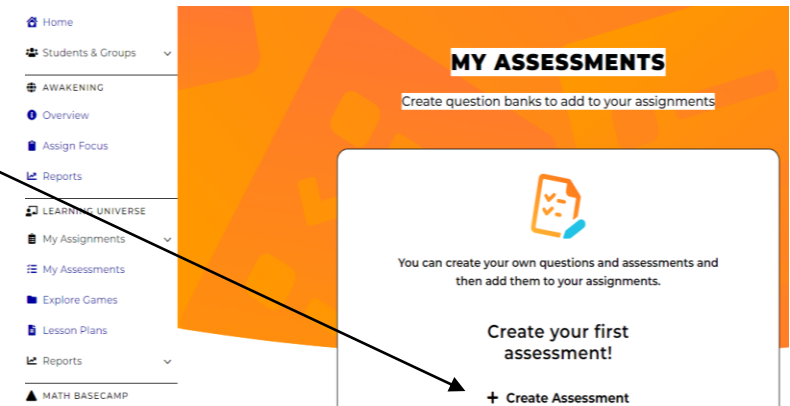 Home
Students & Groups
AWAKENING
Overview
Assign Focus
Reports
LEARNING UNIVERSE
My Assignments
My Assessments
Explore Games
Lesson Plans
Reports
MATH BASECAMP
MY ASSESSMENTS
Create question banks to add to your assignments
You can create your own questions and assessments and
then add them to your assignments.
Create your first
assessment!
+ Create Assessment